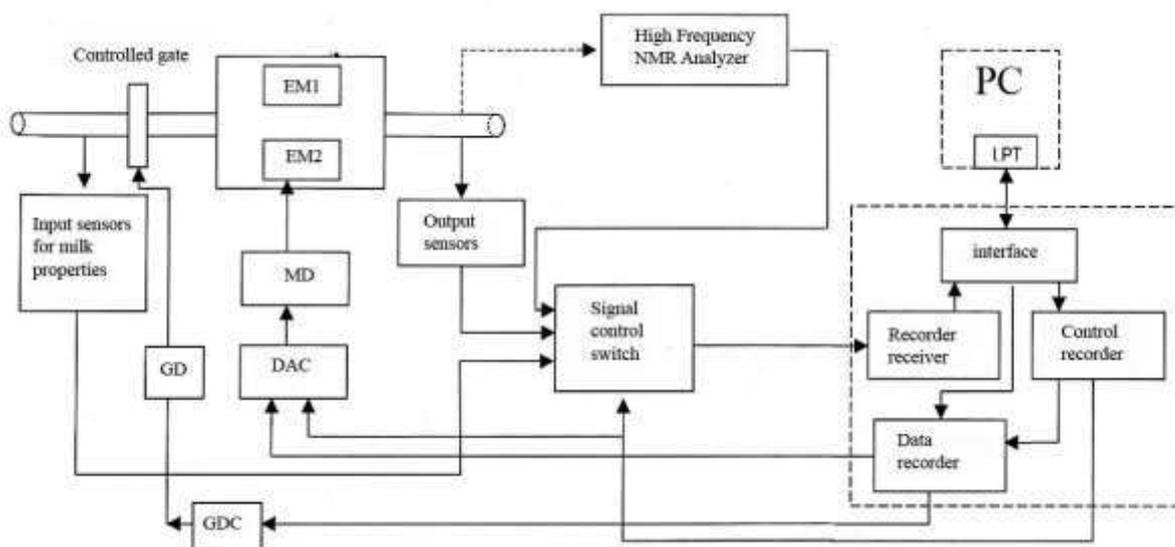 High Frequency
NMR Analyzer
Controlled gate
EM1
PC
EM2
LPT
Input sensors
for milk
properties
Output
sensors
interface
MD
Signal
control
switch
Recorder
receiver
Control
recorder
GD
DAC
Data
recorder
GDC